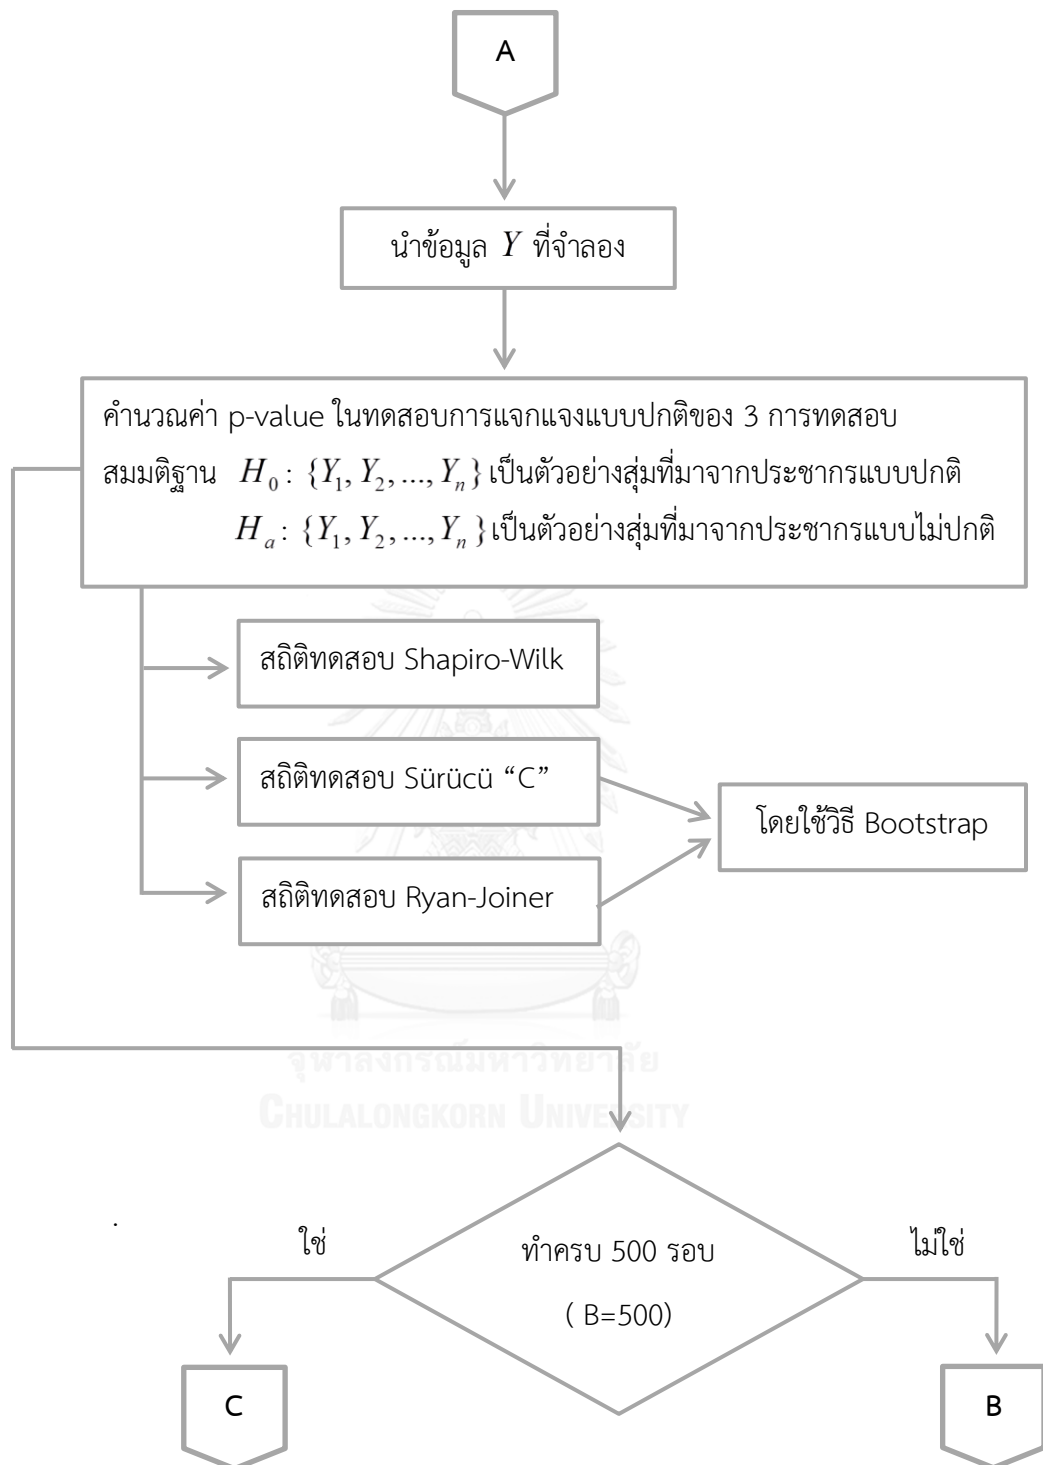 A
นำข้อมูล Y ที่จำลอง
คำนวณค่า p-value ในทดสอบการแจกแจงแบบปกติของ 3 การทดสอบ
สมมติฐาน H₀ : {Y₁, Y₂, ..., Yₙ} เป็นตัวอย่างสุ่มที่มาจากประชากรแบบปกติ
Hₐ : {Y₁, Y₂, ..., Yₙ} เป็นตัวอย่างสุ่มที่มาจากประชากรแบบไม่ปกติ
สถิติทดสอบ Shapiro-Wilk
สถิติทดสอบ Sürücü “C”
โดยใช้วิธี Bootstrap
สถิติทดสอบ Ryan-Joiner
จุฬาลงกรณ์มหาวิทยาลัย
CHULALONGKORN UNIVERSITY
.
ใช่
ทำครบ 500 รอบ
( B=500)
ไม่ใช่
C
B